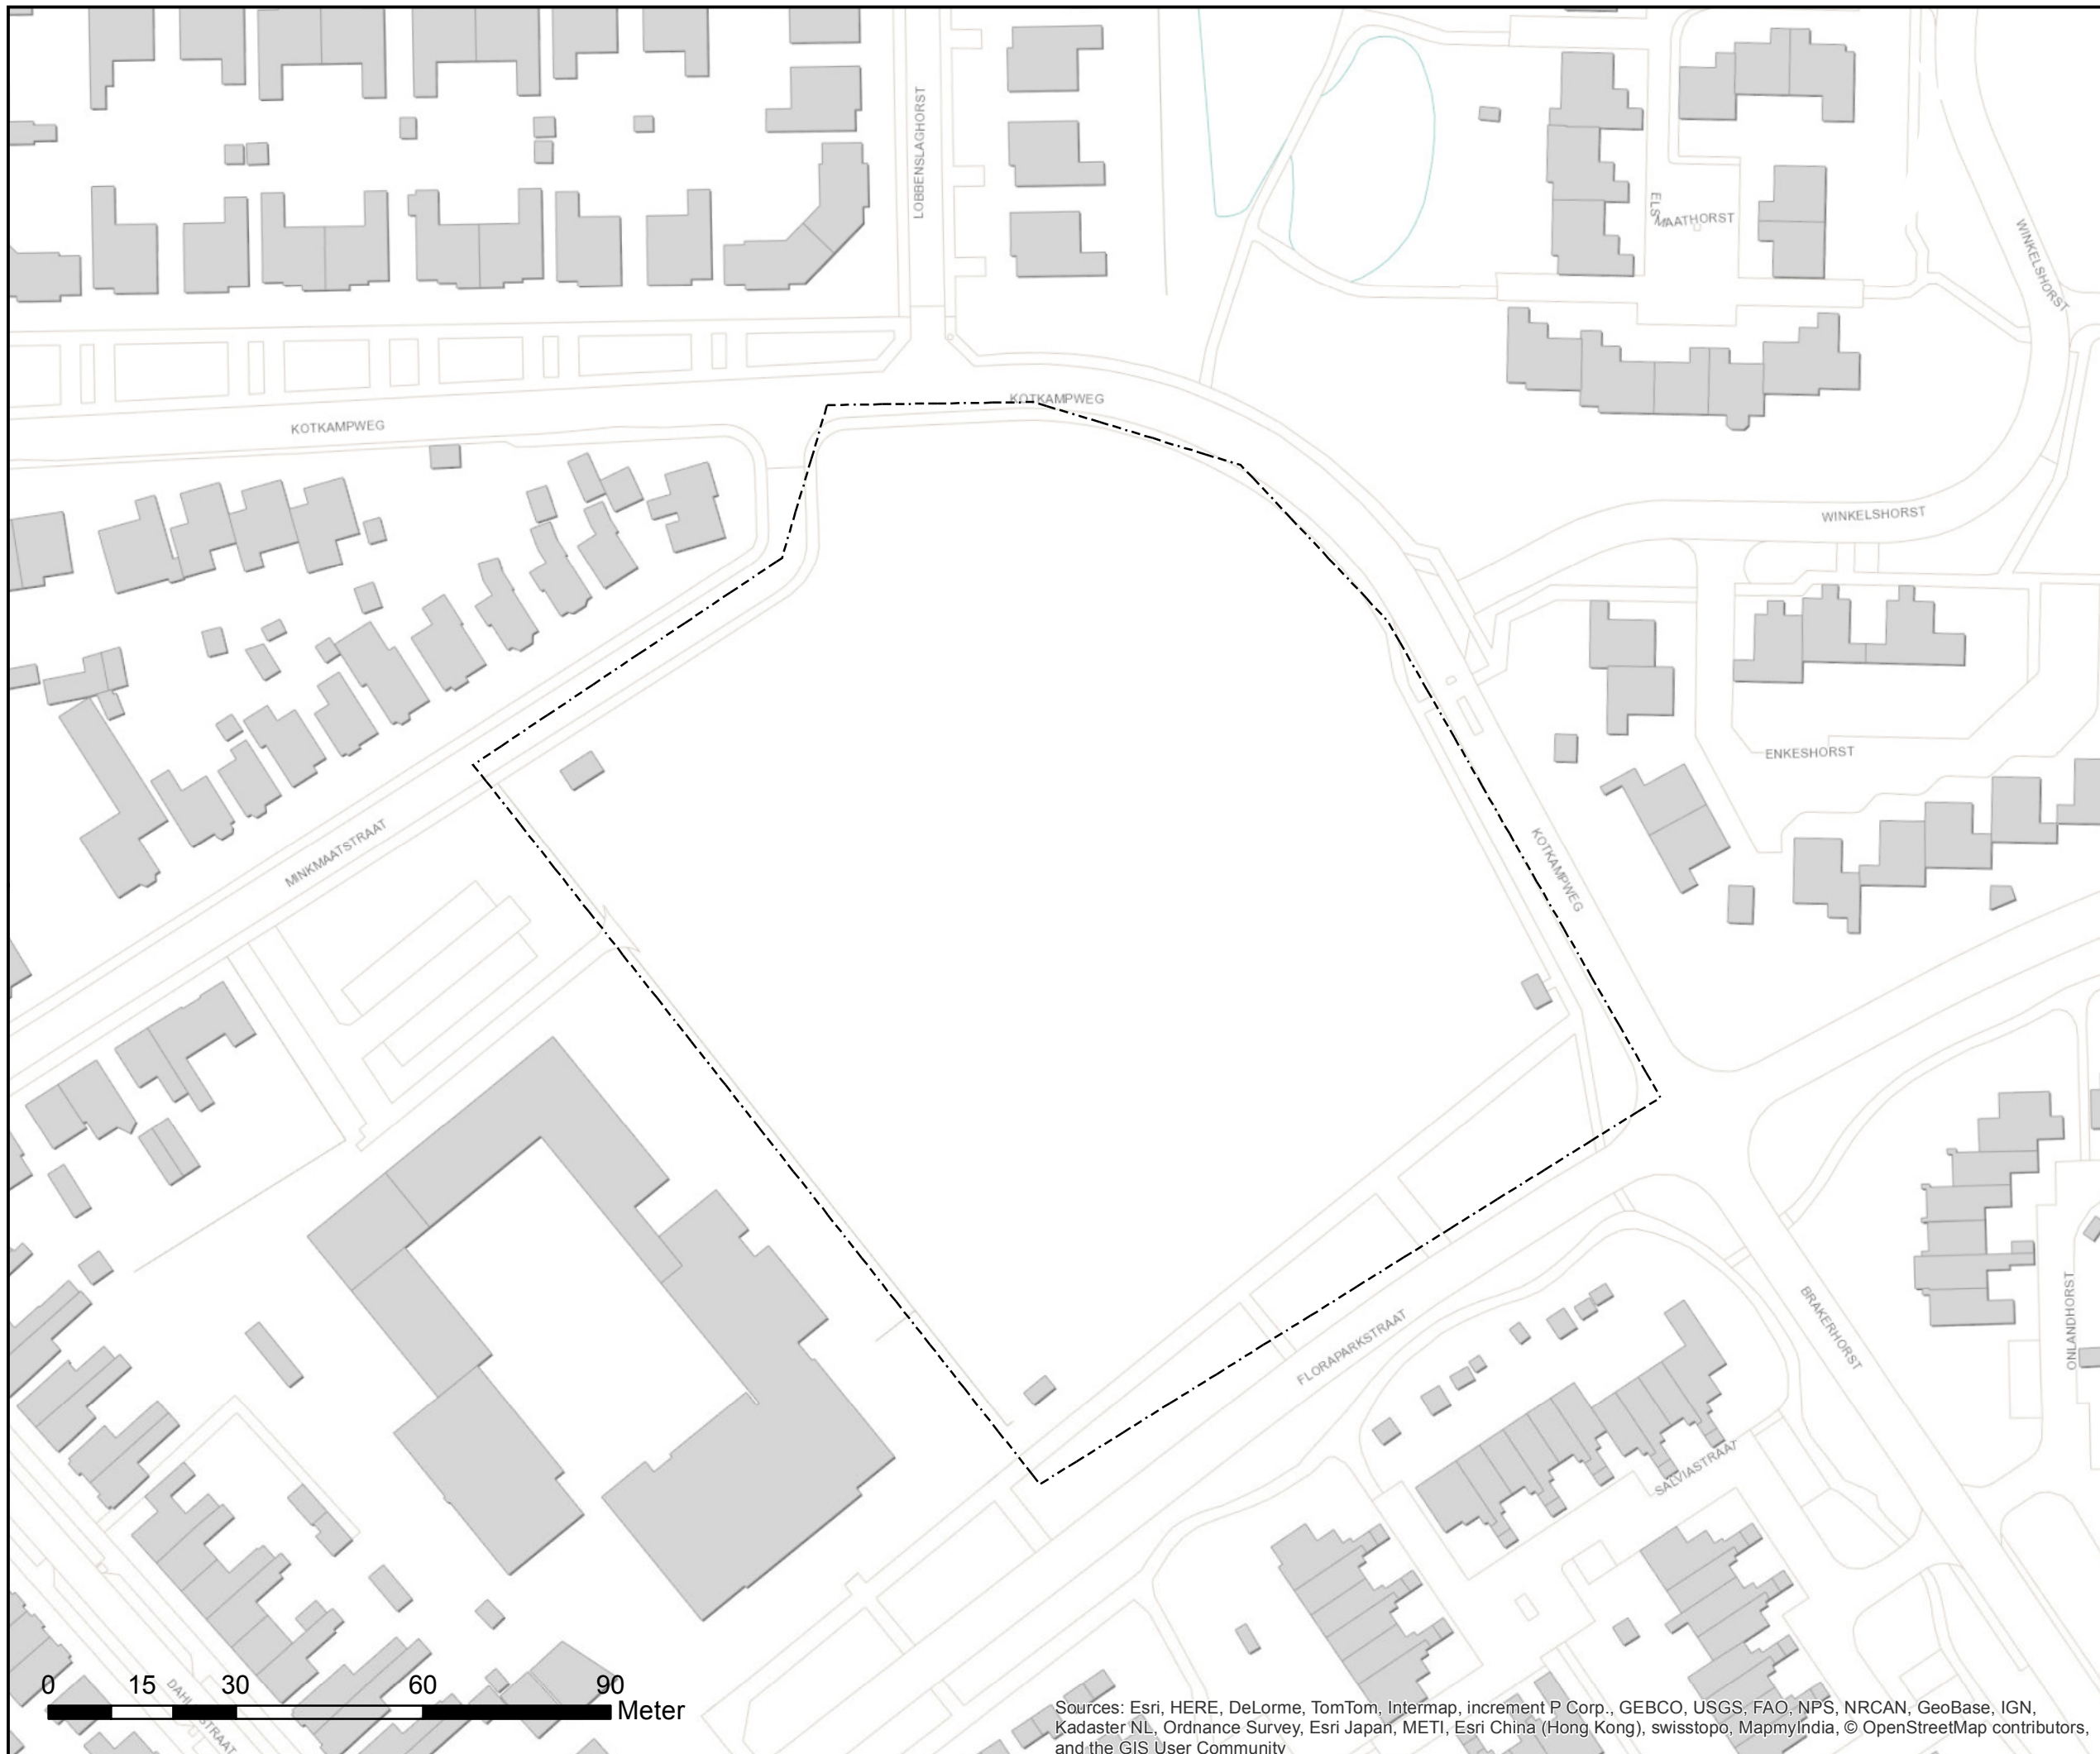 LOBBENSLAGHORST
ELS
MAATHORST
WINKELSHORST
KOTKAMPWEG
KOTKAMPWEG
WINKELSHORST
ENKESHORST
MINKMAATSTRAAT
KOTKAMPWEG
FLORAPARKSTRAAT
BRAKERHORST
ONLANDHORST
SALVIASTRAAT
0 15 30 60 90
Meter
Sources: Esri, HERE, DeLorme, TomTom, Intermap, increment P Corp., GEBCO, USGS, FAO, NPS, NRCAN, GeoBase, IGN,
Kadaster NL, Ordnance Survey, Esri Japan, METI, Esri China (Hong Kong), swisstopo, MapmyIndia, © OpenStreetMap contributors,
and the GIS User Community